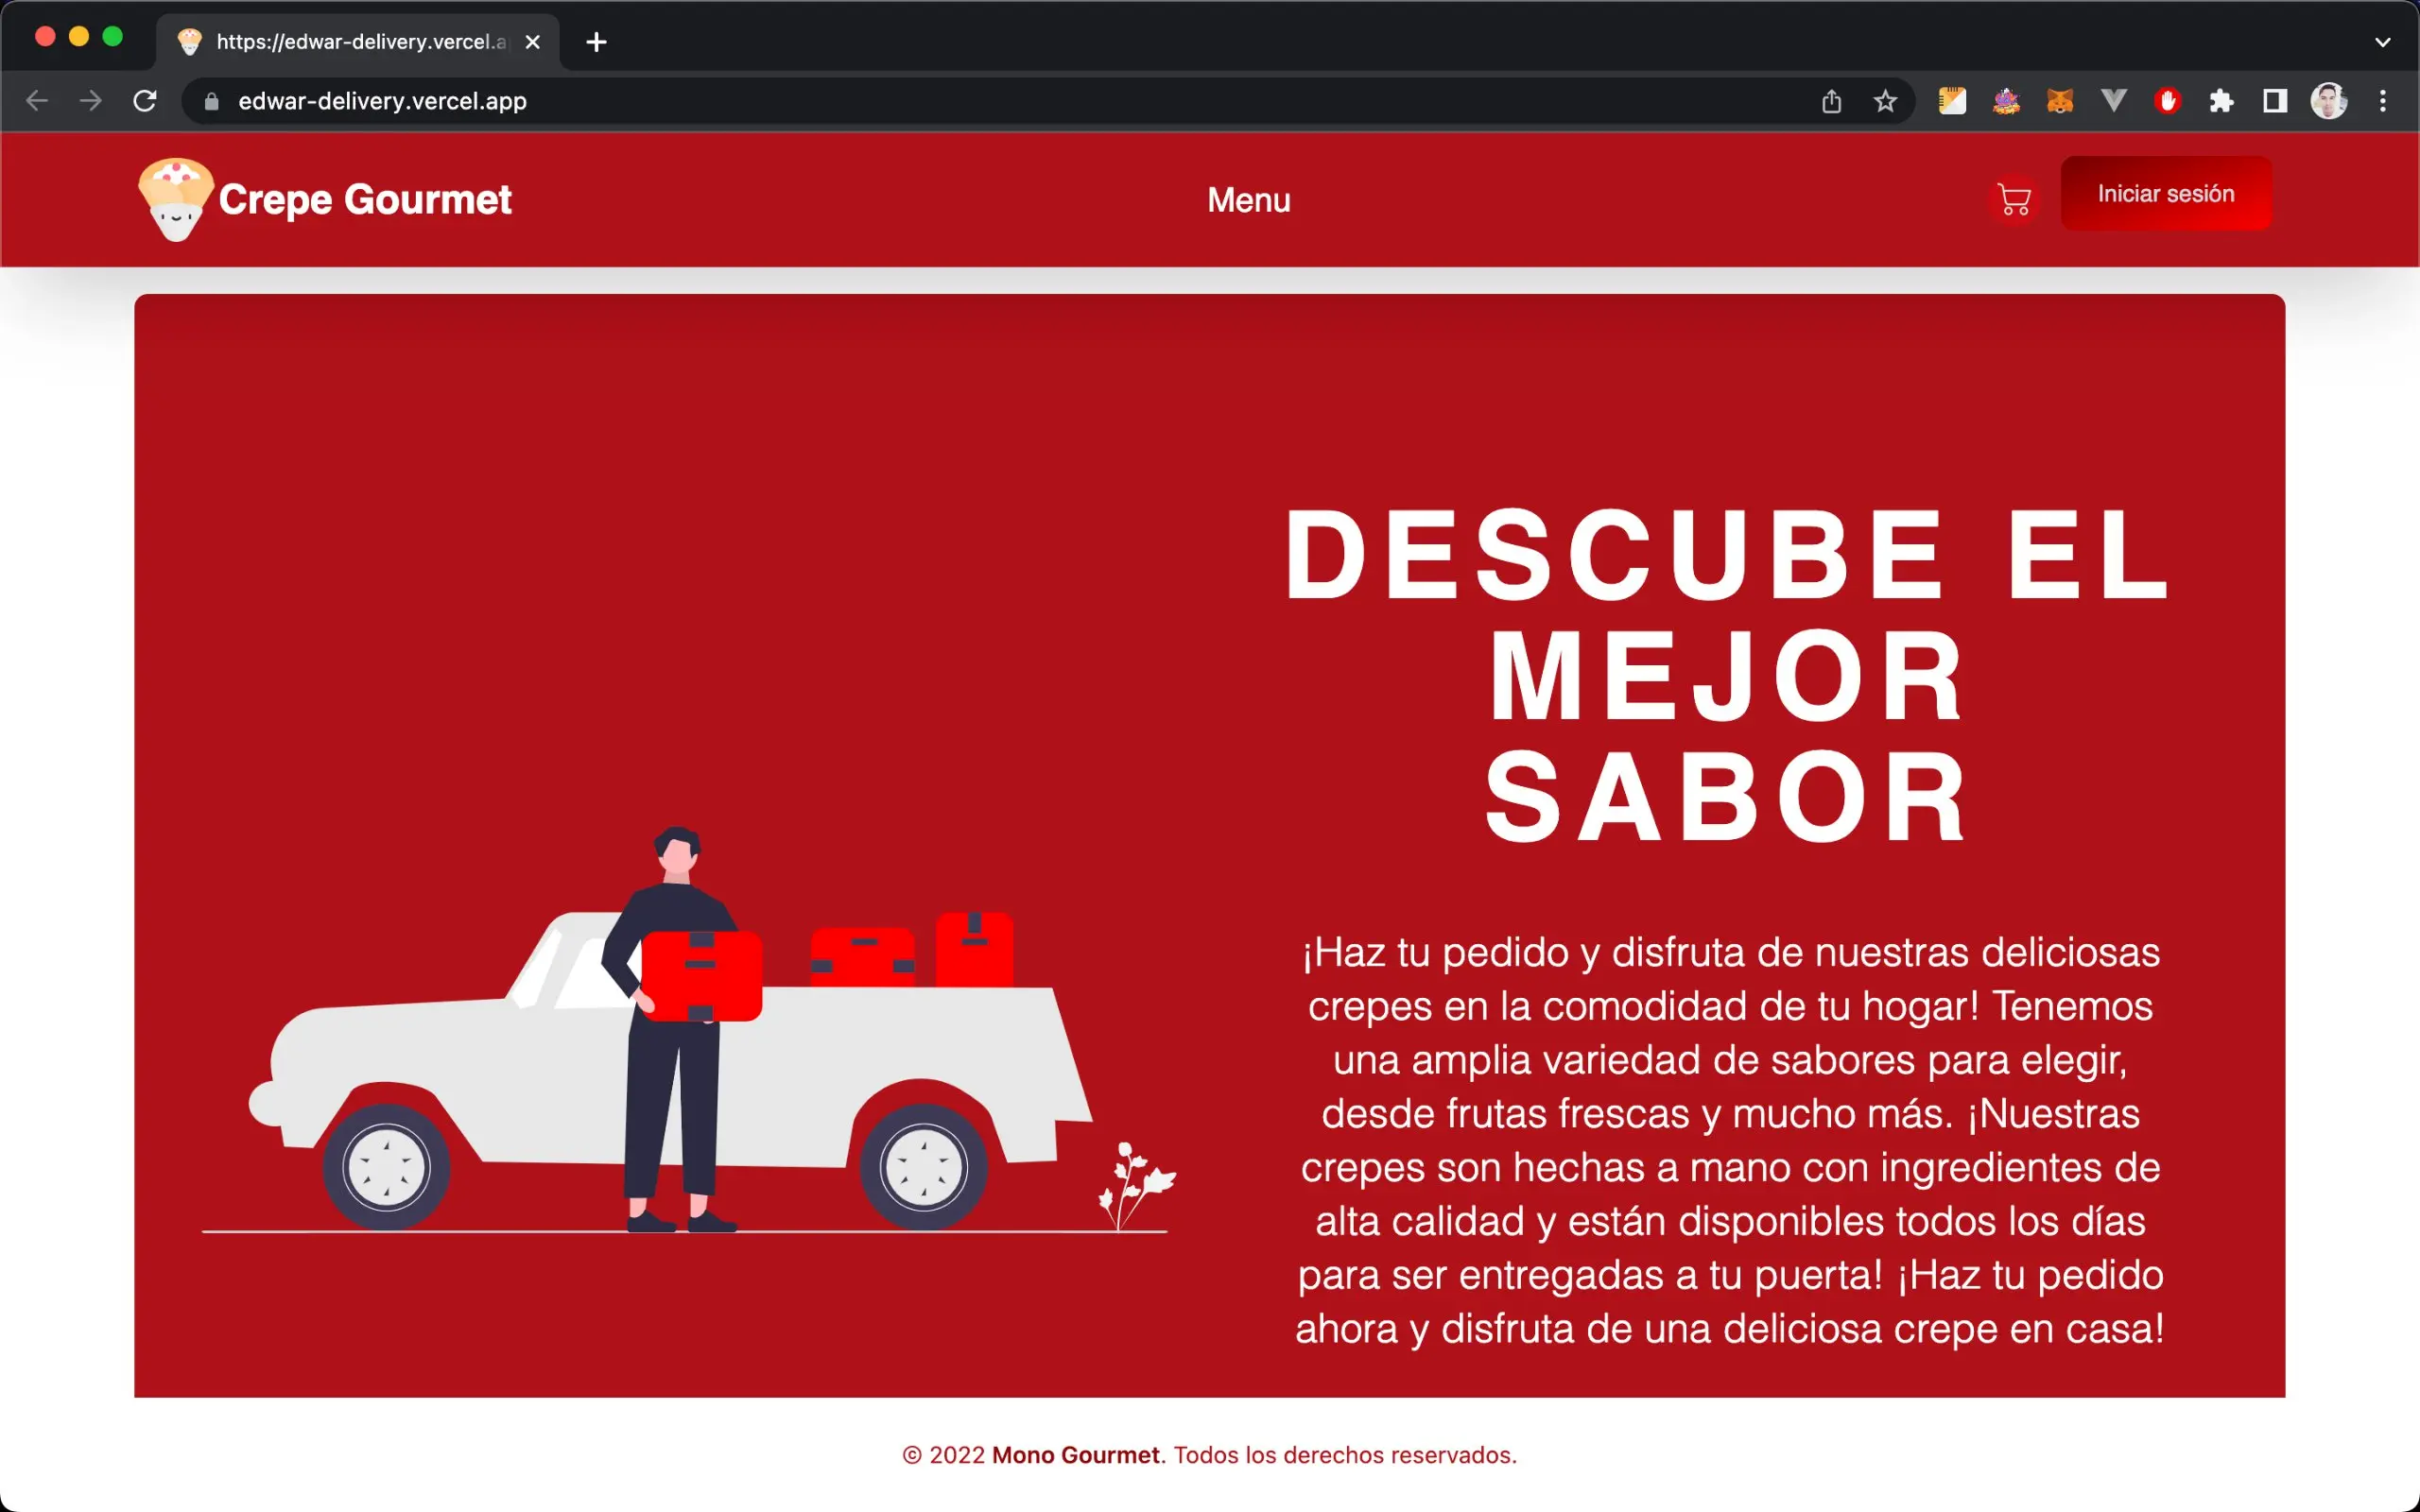 https://edwar-delivery.vercel.a
edwar-delivery.vercel.app
Crepe Gourmet
Menu
Iniciar sesión
DESCUBE EL
MEJOR
SABOR
¡Haz tu pedido y disfruta de nuestras deliciosas
crepes en la comodidad de tu hogar! Tenemos
una amplia variedad de sabores para elegir,
desde frutas frescas y mucho más. ¡Nuestras
crepes son hechas a mano con ingredientes de
alta calidad y están disponibles todos los días
para ser entregadas a tu puerta! ¡Haz tu pedido
ahora y disfruta de una deliciosa crepe en casa!
© 2022 Mono Gourmet. Todos los derechos reservados.